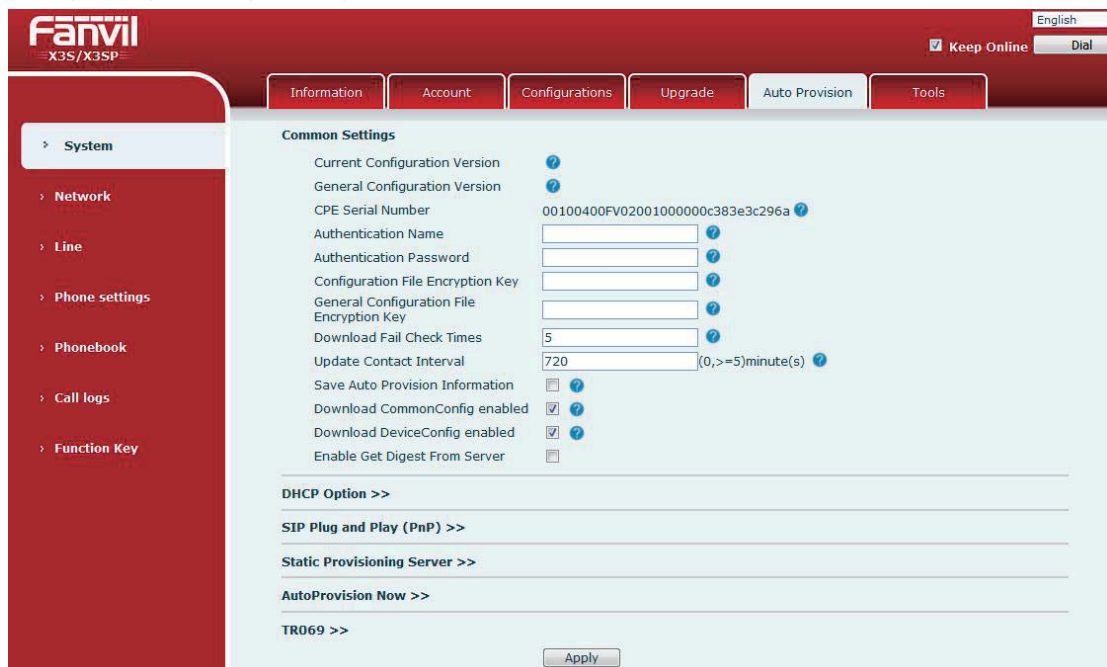 English
Fanvil
X3S/X3SP
Keep Online
Dial
Information
Account
Configurations
Upgrade
Auto Provision
Tools
› System
› Network
› Line
› Phone settings
› Phonebook
› Call logs
› Function Key
Common Settings
Current Configuration Version ?
General Configuration Version ?
CPE Serial Number 00100400FV02001000000c383e3c296a ?
Authentication Name ?
Authentication Password ?
Configuration File Encryption Key ?
General Configuration File
Encryption Key ?
Download Fail Check Times 5 ?
Update Contact Interval 720 (0,>=5)minute(s) ?
Save Auto Provision Information ?
Download CommonConfig enabled ?
Download DeviceConfig enabled ?
Enable Get Digest From Server
DHCP Option >>
SIP Plug and Play (PnP) >>
Static Provisioning Server >>
AutoProvision Now >>
TR069 >>
Apply